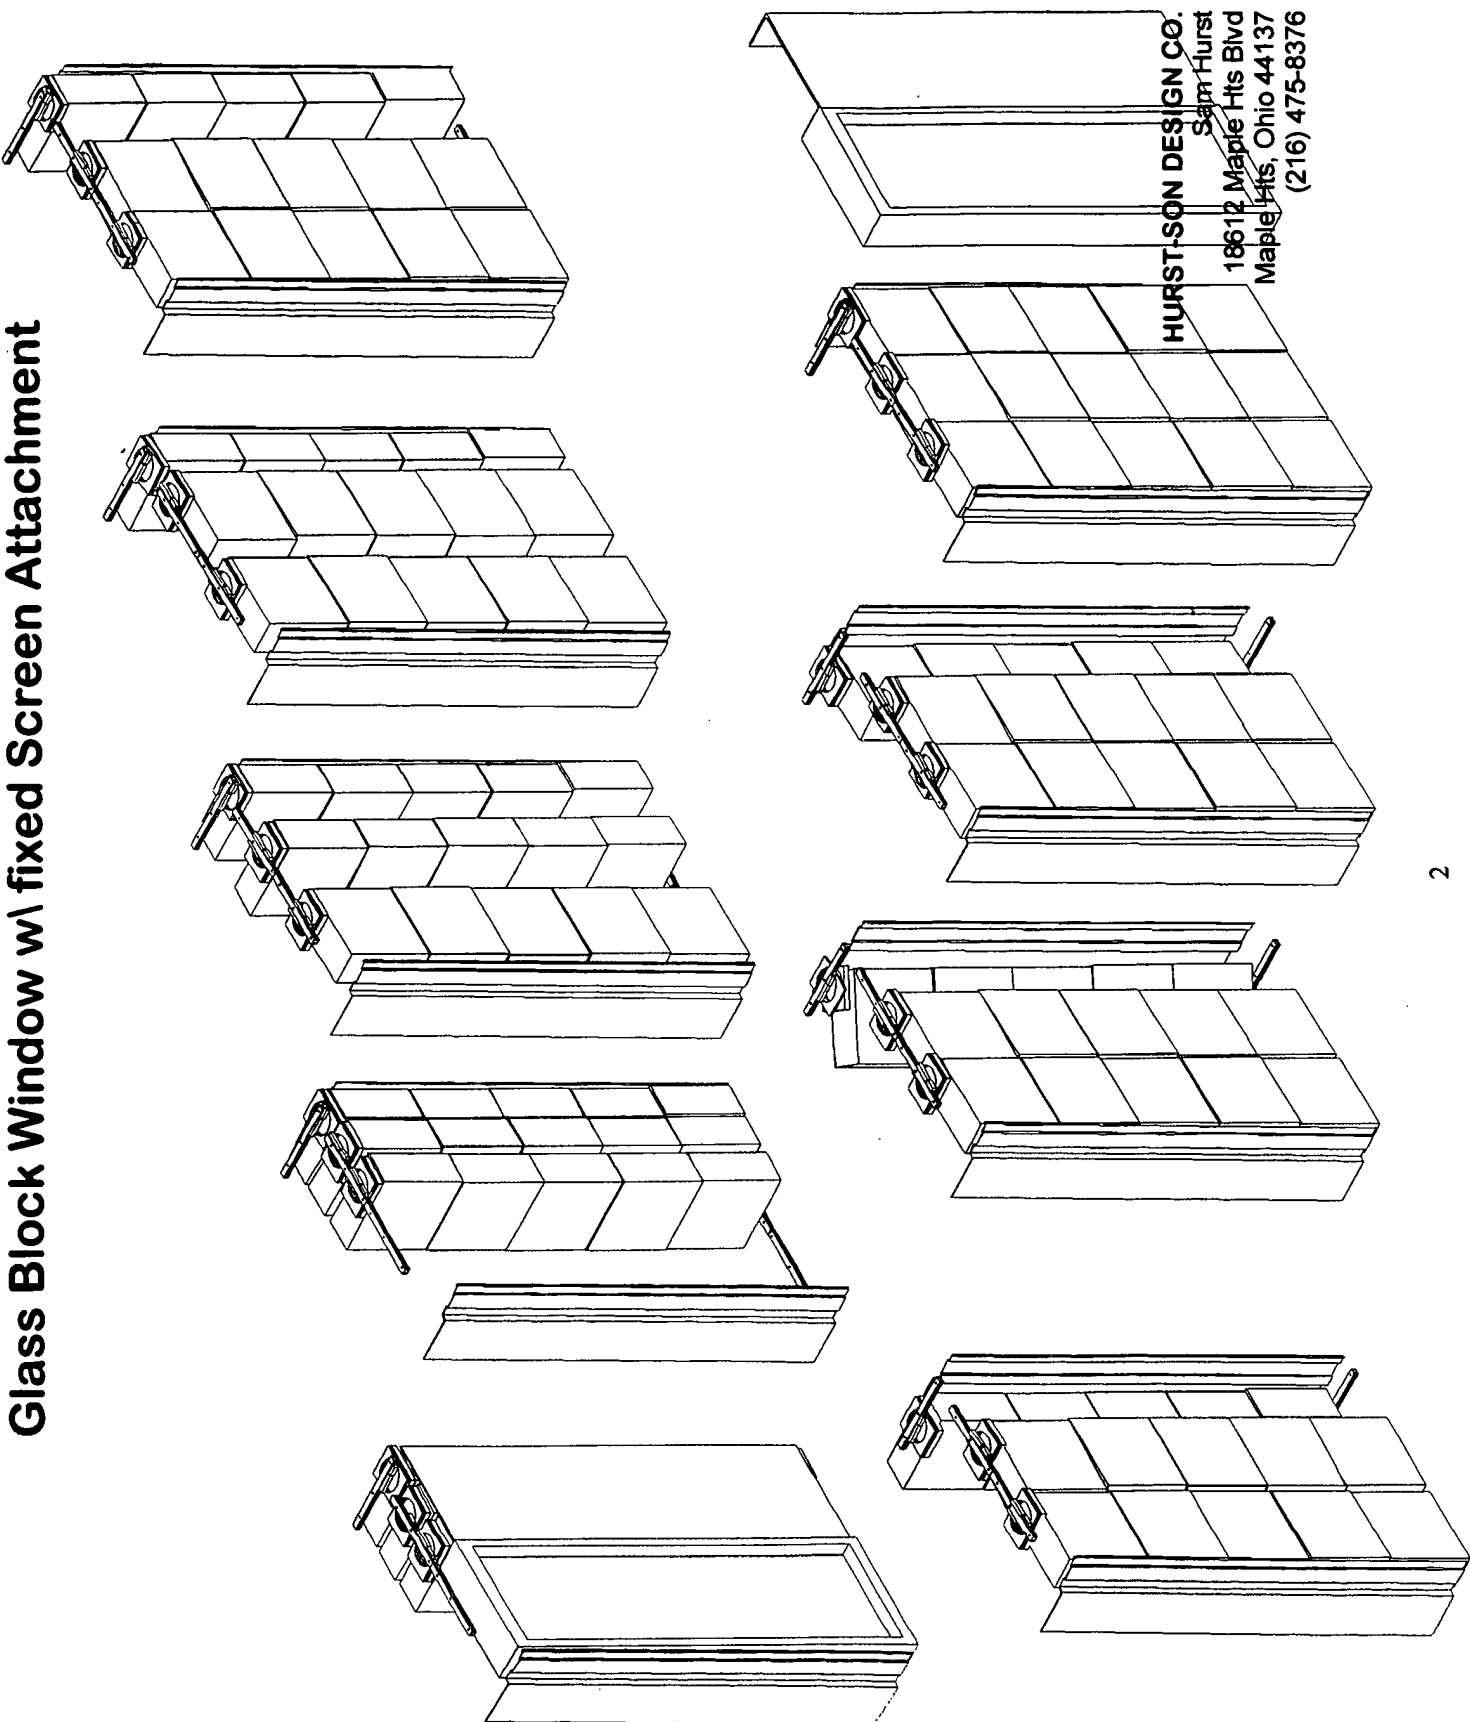 Glass Block Window w\ fixed Screen Attachment
HURST-SON DESIGN CO.
Sam Hurst
18612 Maple Hts Blvd
Maple Hts, Ohio 44137
(216) 475-8376
2